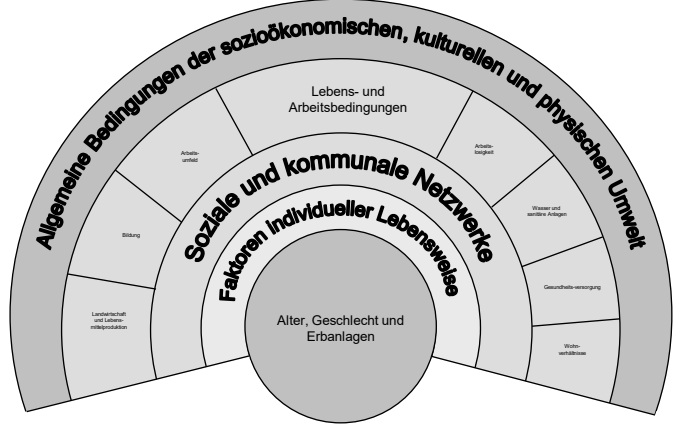 Allgemeine Bedingungen der sozioökonomischen, kulturellen und physischen Umwelt
Lebens- und
Arbeitsbedingungen
Arbeits-
umfeld
Arbeits-
losigkeit
Soziale und kommunale Netzwerke
Wasser und
sanitäre Anlagen
Bildung
Faktoren individueller Lebensweise
Gesundheits-versorgung
Landwirtschaft
und Lebens-
mittelproduktion
Alter, Geschlecht und
Erbanlagen
Wohn-
verhältnisse